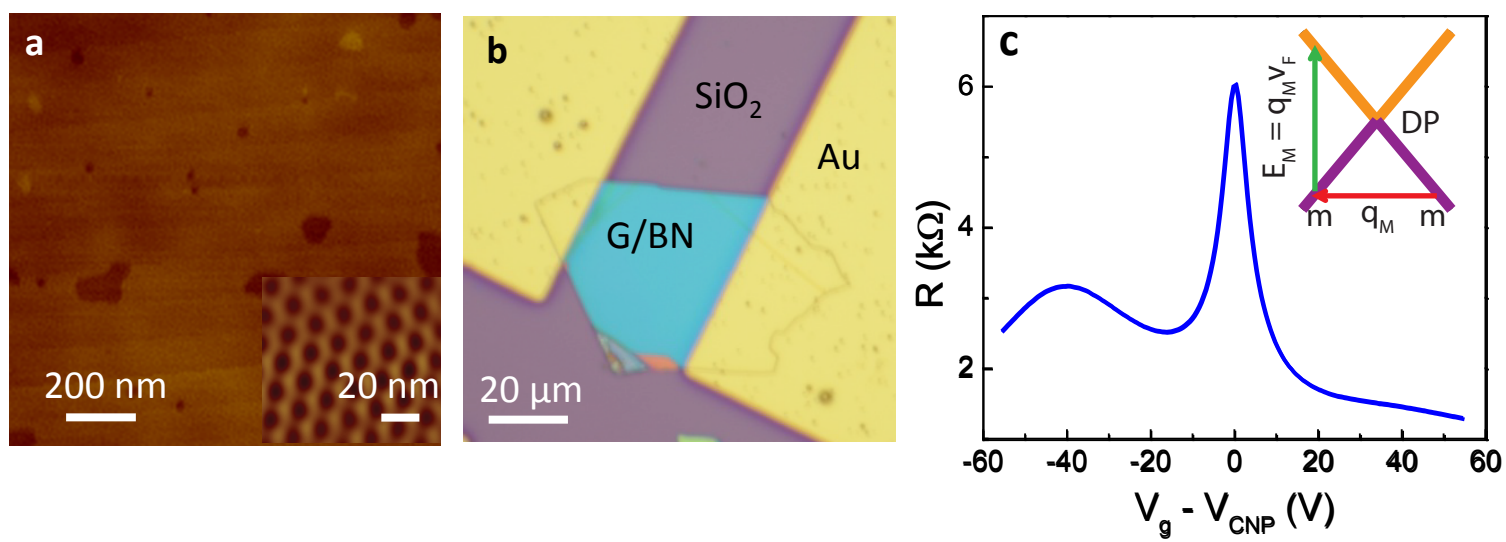 a
200 nm
20 nm
b
SiO₂
Au
G/BN
20 μm
c
R (kΩ)
6
4
2
-60
-40
-20
0
20
40
60
V_g - V_CNP (V)
E_M = q_M v_F
DP
m
q_M
m